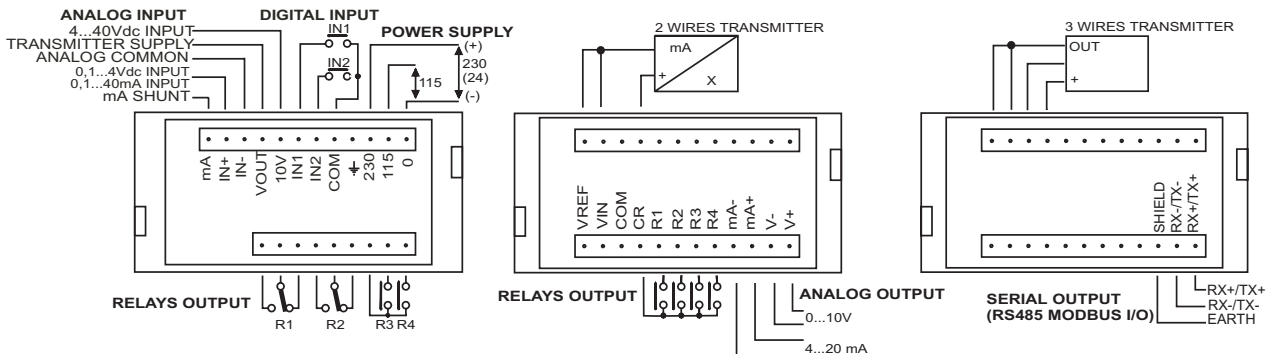 ANALOG INPUT
4...40Vdc INPUT
TRANSMITTER SUPPLY
ANALOG COMMON
0,1...4Vdc INPUT
0,1...40mA INPUT
mA SHUNT
DIGITAL INPUT
IN1
IN2
POWER SUPPLY
(+)
230
(24)
115
(-)
mA
IN+
IN-
VOUT
10V
IN1
IN2
COM
230
115
0
RELAYS OUTPUT
R1
R2
R3 R4
2 WIRES TRANSMITTER
mA
+
X
VREF
VIN
COM
CR
R1
R2
R3
R4
mA-
mA+
V-
V+
RELAYS OUTPUT
ANALOG OUTPUT
0...10V
4...20 mA
3 WIRES TRANSMITTER
OUT
-
+
SHIELD
RX-/TX-
RX+/TX+
SERIAL OUTPUT
(RS485 MODBUS I/O)
RX+/TX+
RX-/TX-
EARTH